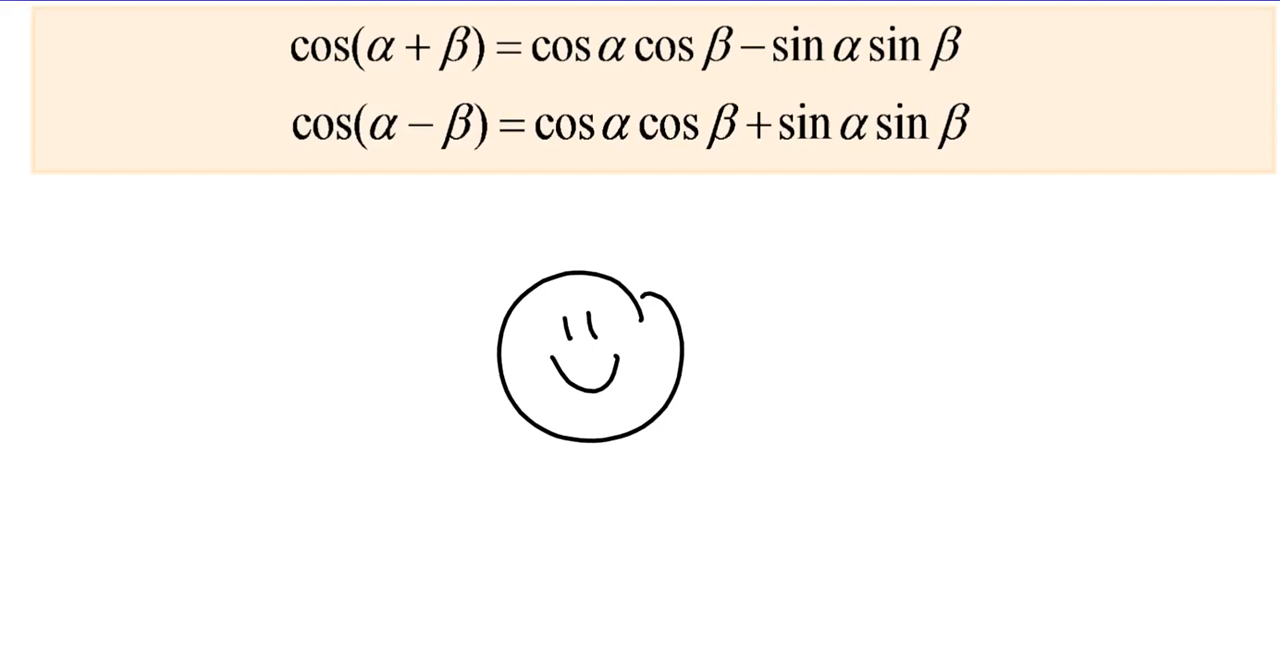 cos(α + β) = cos α cos β − sin α sin β
cos(α − β) = cos α cos β + sin α sin β